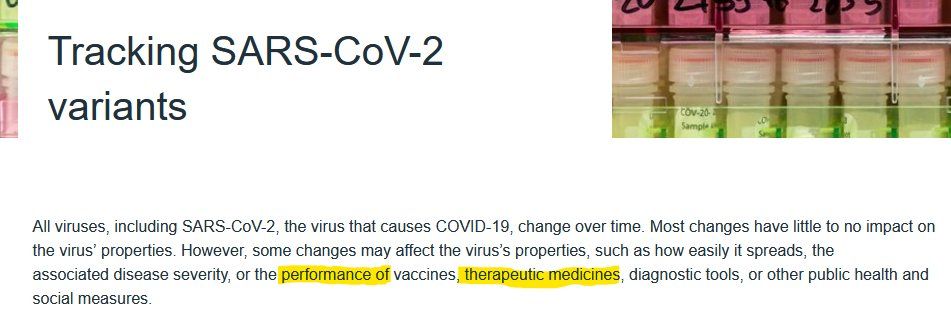 Tracking SARS-CoV-2
variants
COV-20-
Sample
All viruses, including SARS-CoV-2, the virus that causes COVID-19, change over time. Most changes have little to no impact on
the virus’ properties. However, some changes may affect the virus’s properties, such as how easily it spreads, the
associated disease severity, or the performance of vaccines, therapeutic medicines, diagnostic tools, or other public health and
social measures.